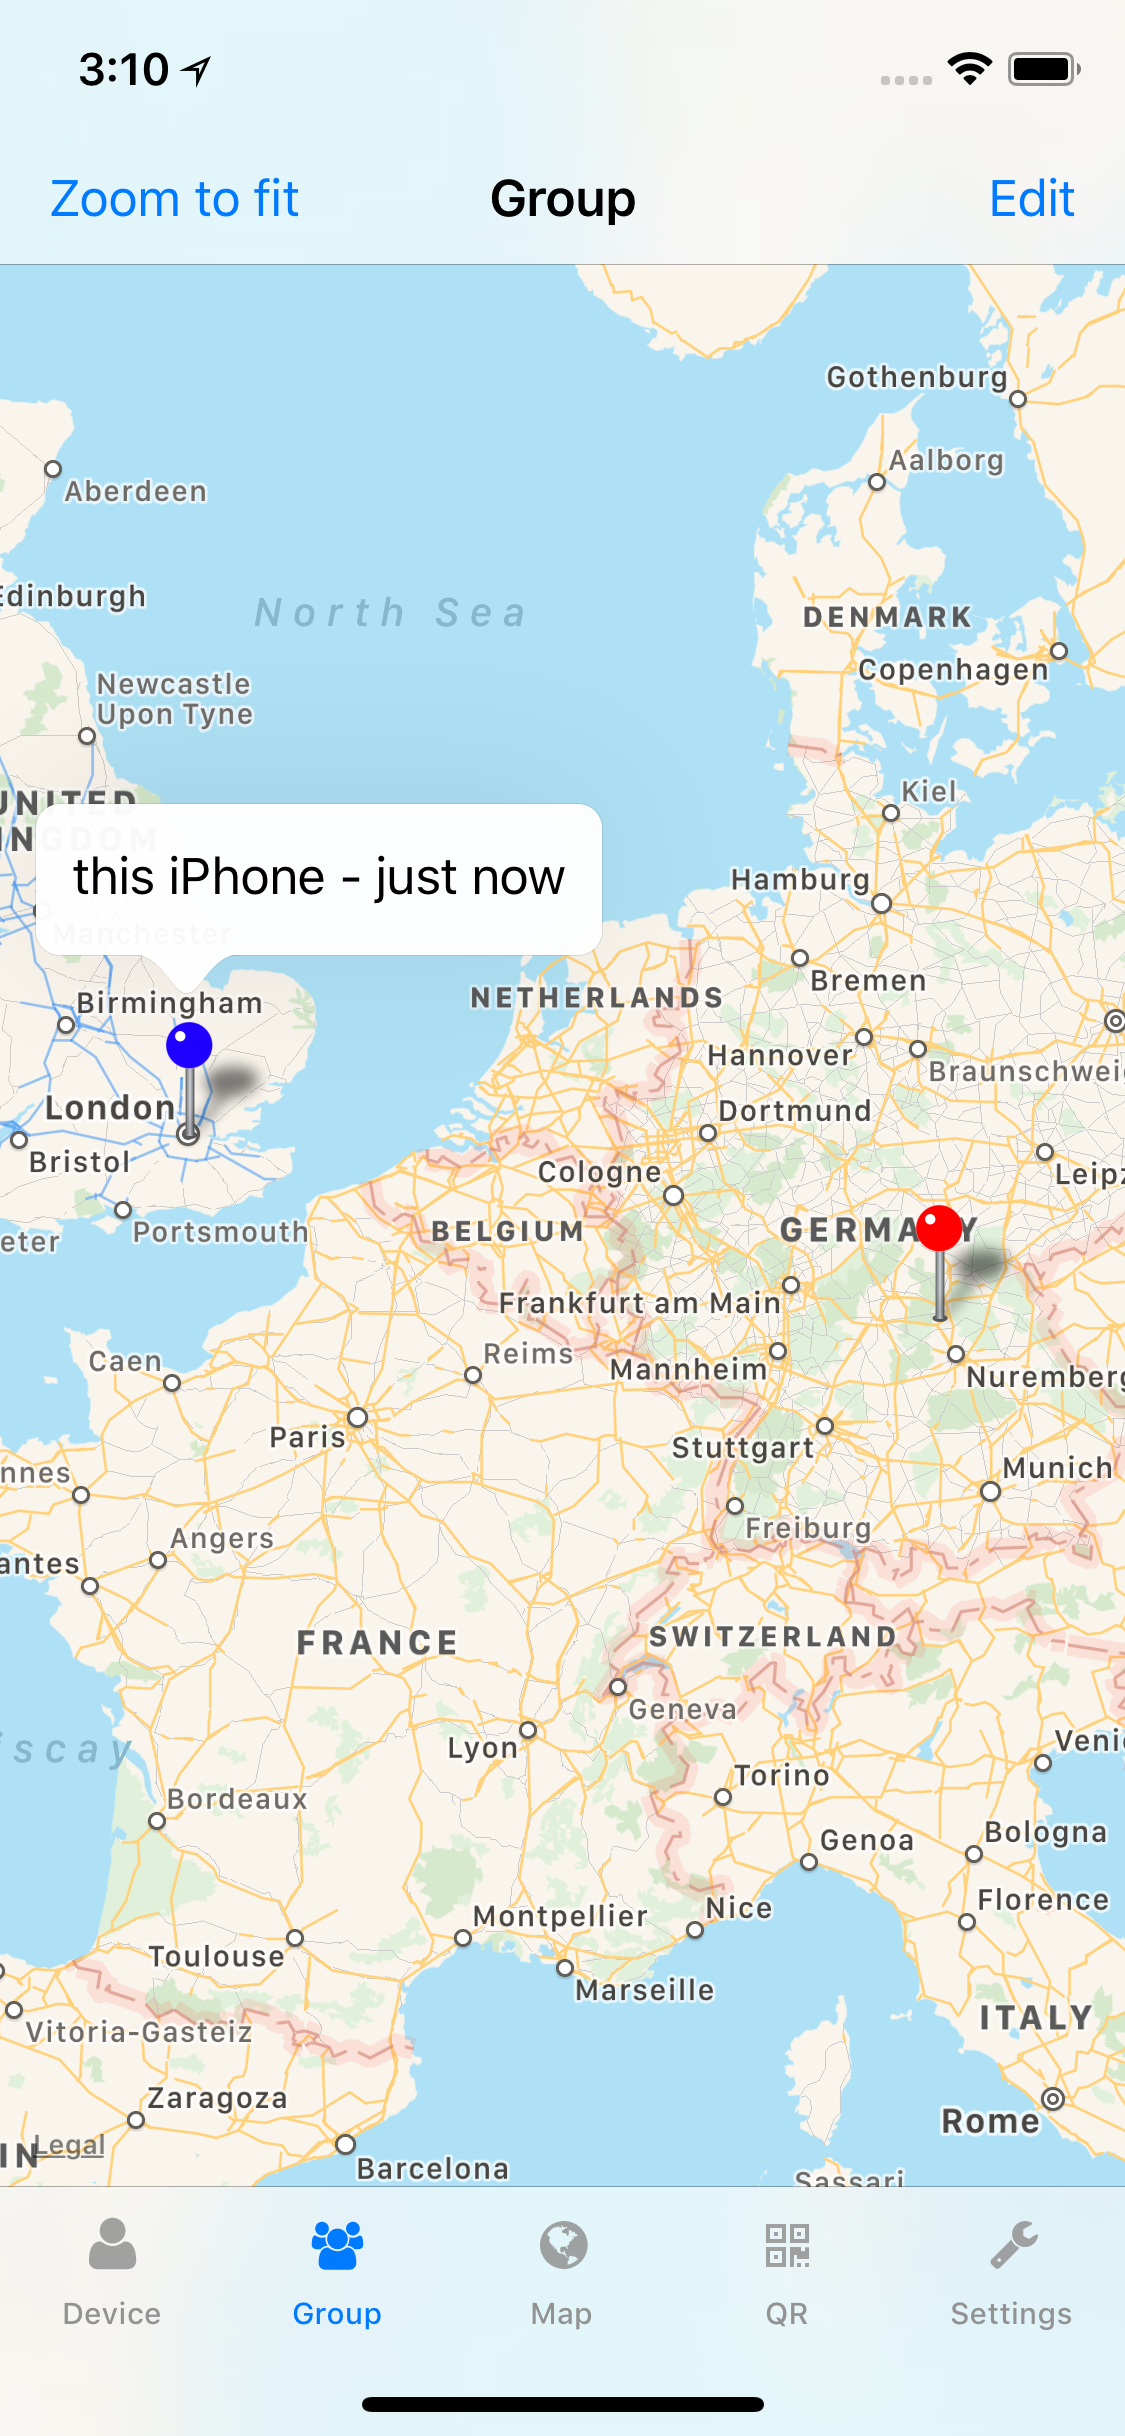 3:10
Zoom to fit
Group
Edit
Gothenburg
Aalborg
Aberdeen
Edinburgh
North Sea
DENMARK
Copenhagen
Newcastle
Upon Tyne
Kiel
UNITED
INGDOM
this iPhone - just now
Hamburg
Manchester
Bremen
NETHERLANDS
Birmingham
Hannover
Braunschwei
London
Dortmund
Bristol
Cologne
Leipz
Portsmouth
BELGIUM
GERMA Y
eter
Frankfurt am Main
Caen
Reims
Mannheim
Nuremberg
Paris
Stuttgart
Munich
nnes
Freiburg
Angers
antes
FRANCE
SWITZERLAND
Geneva
iscay
Lyon
Veni
Torino
Bordeaux
Genoa
Bologna
Florence
Nice
Montpellier
Toulouse
Marseille
ITALY
Vitoria-Gasteiz
Zaragoza
Rome
Legal
IN
Barcelona
Sassari
Device
Group
Map
QR
Settings